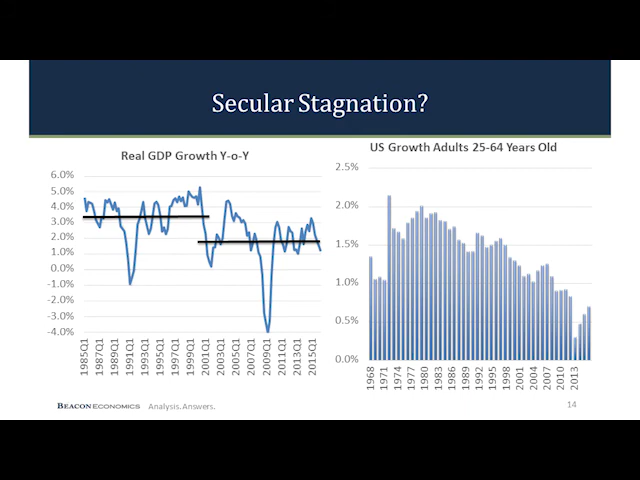 Secular Stagnation?
Real GDP Growth Y-o-Y
6.0%
5.0%
4.0%
3.0%
2.0%
1.0%
0.0%
-1.0%
-2.0%
-3.0%
-4.0%
1985Q1
1987Q1
1989Q1
1991Q1
1993Q1
1995Q1
1997Q1
1999Q1
2001Q1
2003Q1
2005Q1
2007Q1
2009Q1
2011Q1
2013Q1
2015Q1
US Growth Adults 25-64 Years Old
2.5%
2.0%
1.5%
1.0%
0.5%
0.0%
1968
1971
1974
1977
1980
1983
1986
1989
1992
1995
1998
2001
2004
2007
2010
2013
BEACON ECONOMICS Analysis. Answers.
14